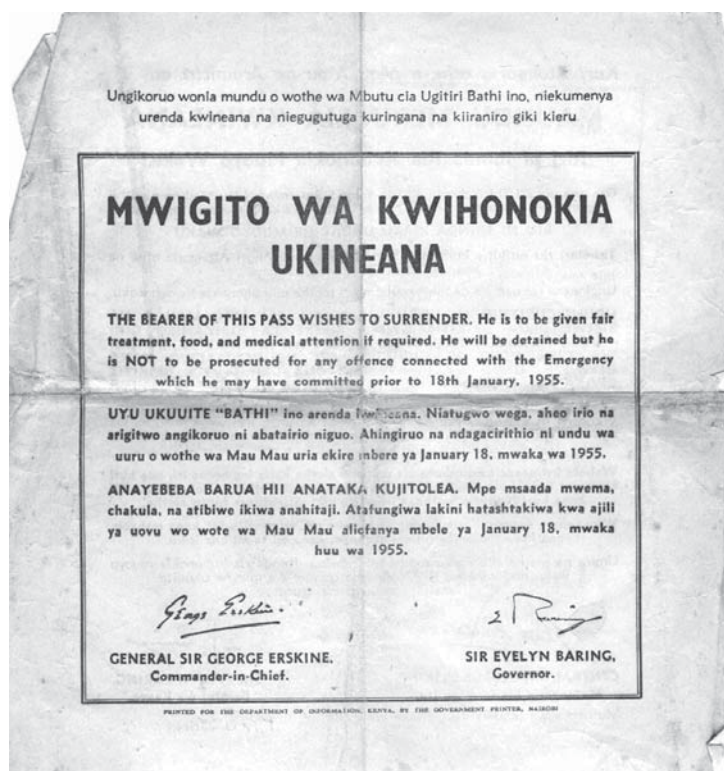 Ungikoruo wonia mundu o wothe wa Mbutu cia Ugitiri Bathi ino, niekumenya
urenda kwineana na niegugutuga kuringana na kiiraniro giki kieru
MWIGITO WA KWIHONOKIA
UKINEANA
THE BEARER OF THIS PASS WISHES TO SURRENDER. He is to be given fair
treatment, food, and medical attention if required. He will be detained but he
is NOT to be prosecuted for any offence connected with the Emergency
which he may have committed prior to 18th January, 1955.
UYU UKUUITE "BATHI" ino arenda kwineana. Niatugwo wega, aheo irio na
arigitwo angikoruo ni abatairio niguo. Ahingiruo na ndagacirithio ni undu wa
uuru o wothe wa Mau Mau uria ekire mbere ya January 18, mwaka wa 1955.
ANAYEBEBA BARUA HII ANATAKA KUJITOLEA. Mpe msaada mwema,
chakula, na atibiwe ikiwa anahitaji. Atafungiwa lakini hatashtakiwa kwa ajili
ya uovu wo wote wa Mau Mau aliefanya mbele ya January 18, mwaka
huu wa 1955.
GENERAL SIR GEORGE ERSKINE,
Commander-in-Chief.
SIR EVELYN BARING,
Governor.
PRINTED FOR THE DEPARTMENT OF INFORMATION, KENYA, BY THE GOVERNMENT PRINTER, NAIROBI